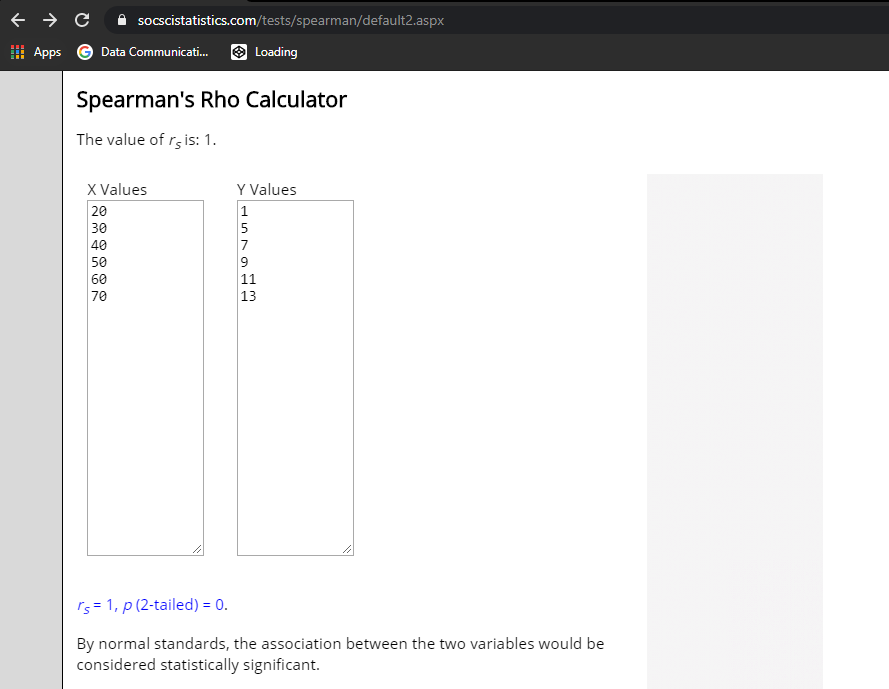 socscistatistics.com/tests/spearman/default2.aspx
Apps Data Communicati... Loading
Spearman's Rho Calculator
The value of rs is: 1.
X Values Y Values
20 1
30 5
40 7
50 9
60 11
70 13
rs = 1, p (2-tailed) = 0.
By normal standards, the association between the two variables would be
considered statistically significant.